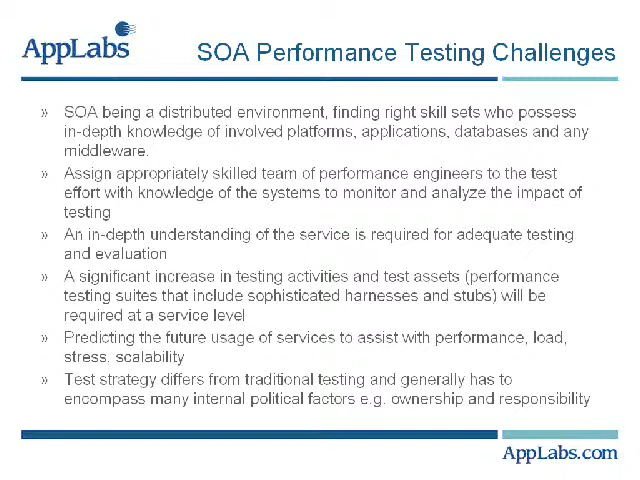 AppLabs
SOA Performance Testing Challenges
» SOA being a distributed environment, finding right skill sets who possess
in-depth knowledge of involved platforms, applications, databases and any
middleware.
» Assign appropriately skilled team of performance engineers to the test
effort with knowledge of the systems to monitor and analyze the impact of
testing
» An in-depth understanding of the service is required for adequate testing
and evaluation
» A significant increase in testing activities and test assets (performance
testing suites that include sophisticated harnesses and stubs) will be
required at a service level
» Predicting the future usage of services to assist with performance, load,
stress, scalability
» Test strategy differs from traditional testing and generally has to
encompass many internal political factors e.g. ownership and responsibility
AppLabs.com